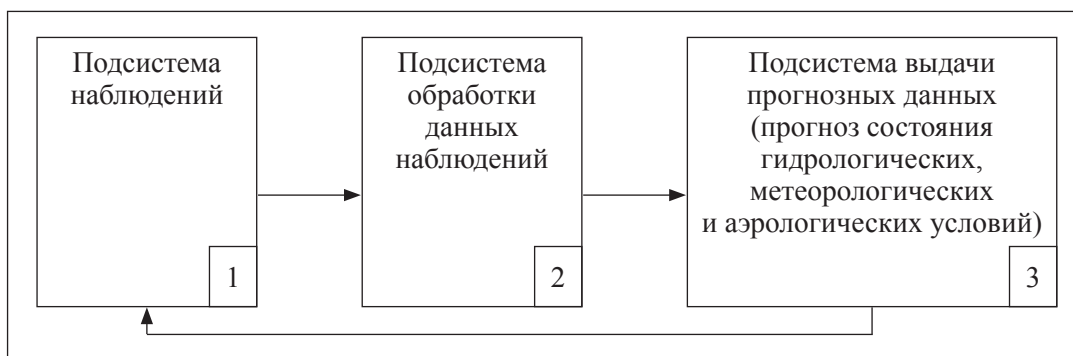 Подсистема
наблюдений
1
Подсистема
обработки
данных
наблюдений
2
Подсистема выдачи
прогнозных данных
(прогноз состояния
гидрологических,
метеорологических
и аэрологических условий)
3